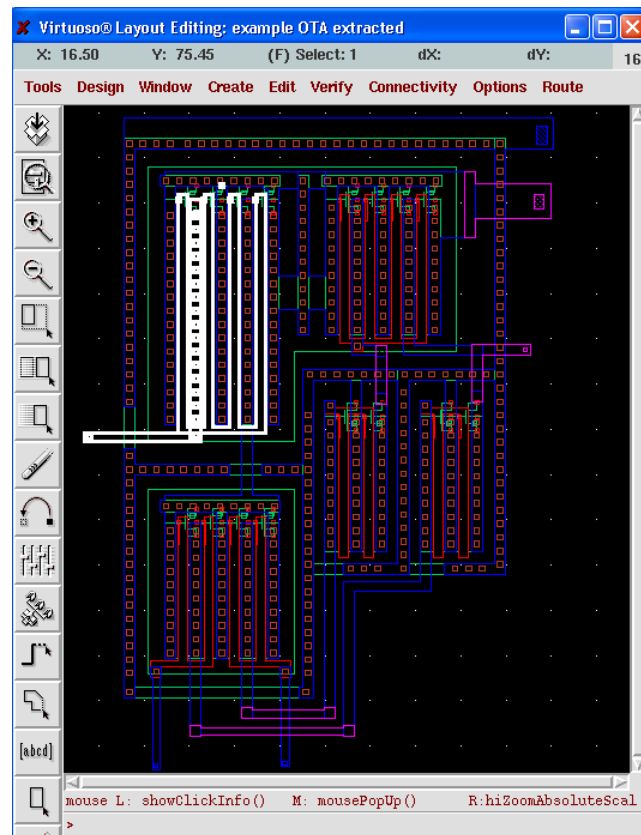 Virtuoso® Layout Editing: example OTA extracted
X: 16.50 Y: 75.45 (F) Select: 1 dX: dY: 16
Tools Design Window Create Edit Verify Connectivity Options Route
[abcd]
mouse L: showClickInfo() M: mousePopUp() R:hiZoomAbsoluteScal
>